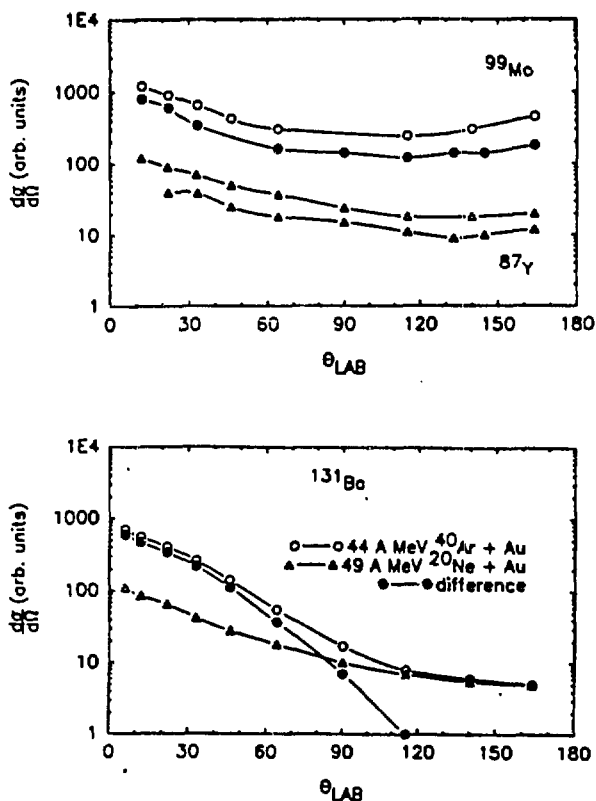 1E4
⁹⁹Mo
1000
100
10
1
dσ/dΩ (arb. units)
⁸⁷Y
0 30 60 90 120 150 180
θLAB
1E4
¹³¹Ba
1000
44 A MeV ⁴⁰Ar + Au
49 A MeV ²⁰Ne + Au
difference
100
10
1
dσ/dΩ (arb. units)
0 30 60 90 120 150 180
θLAB